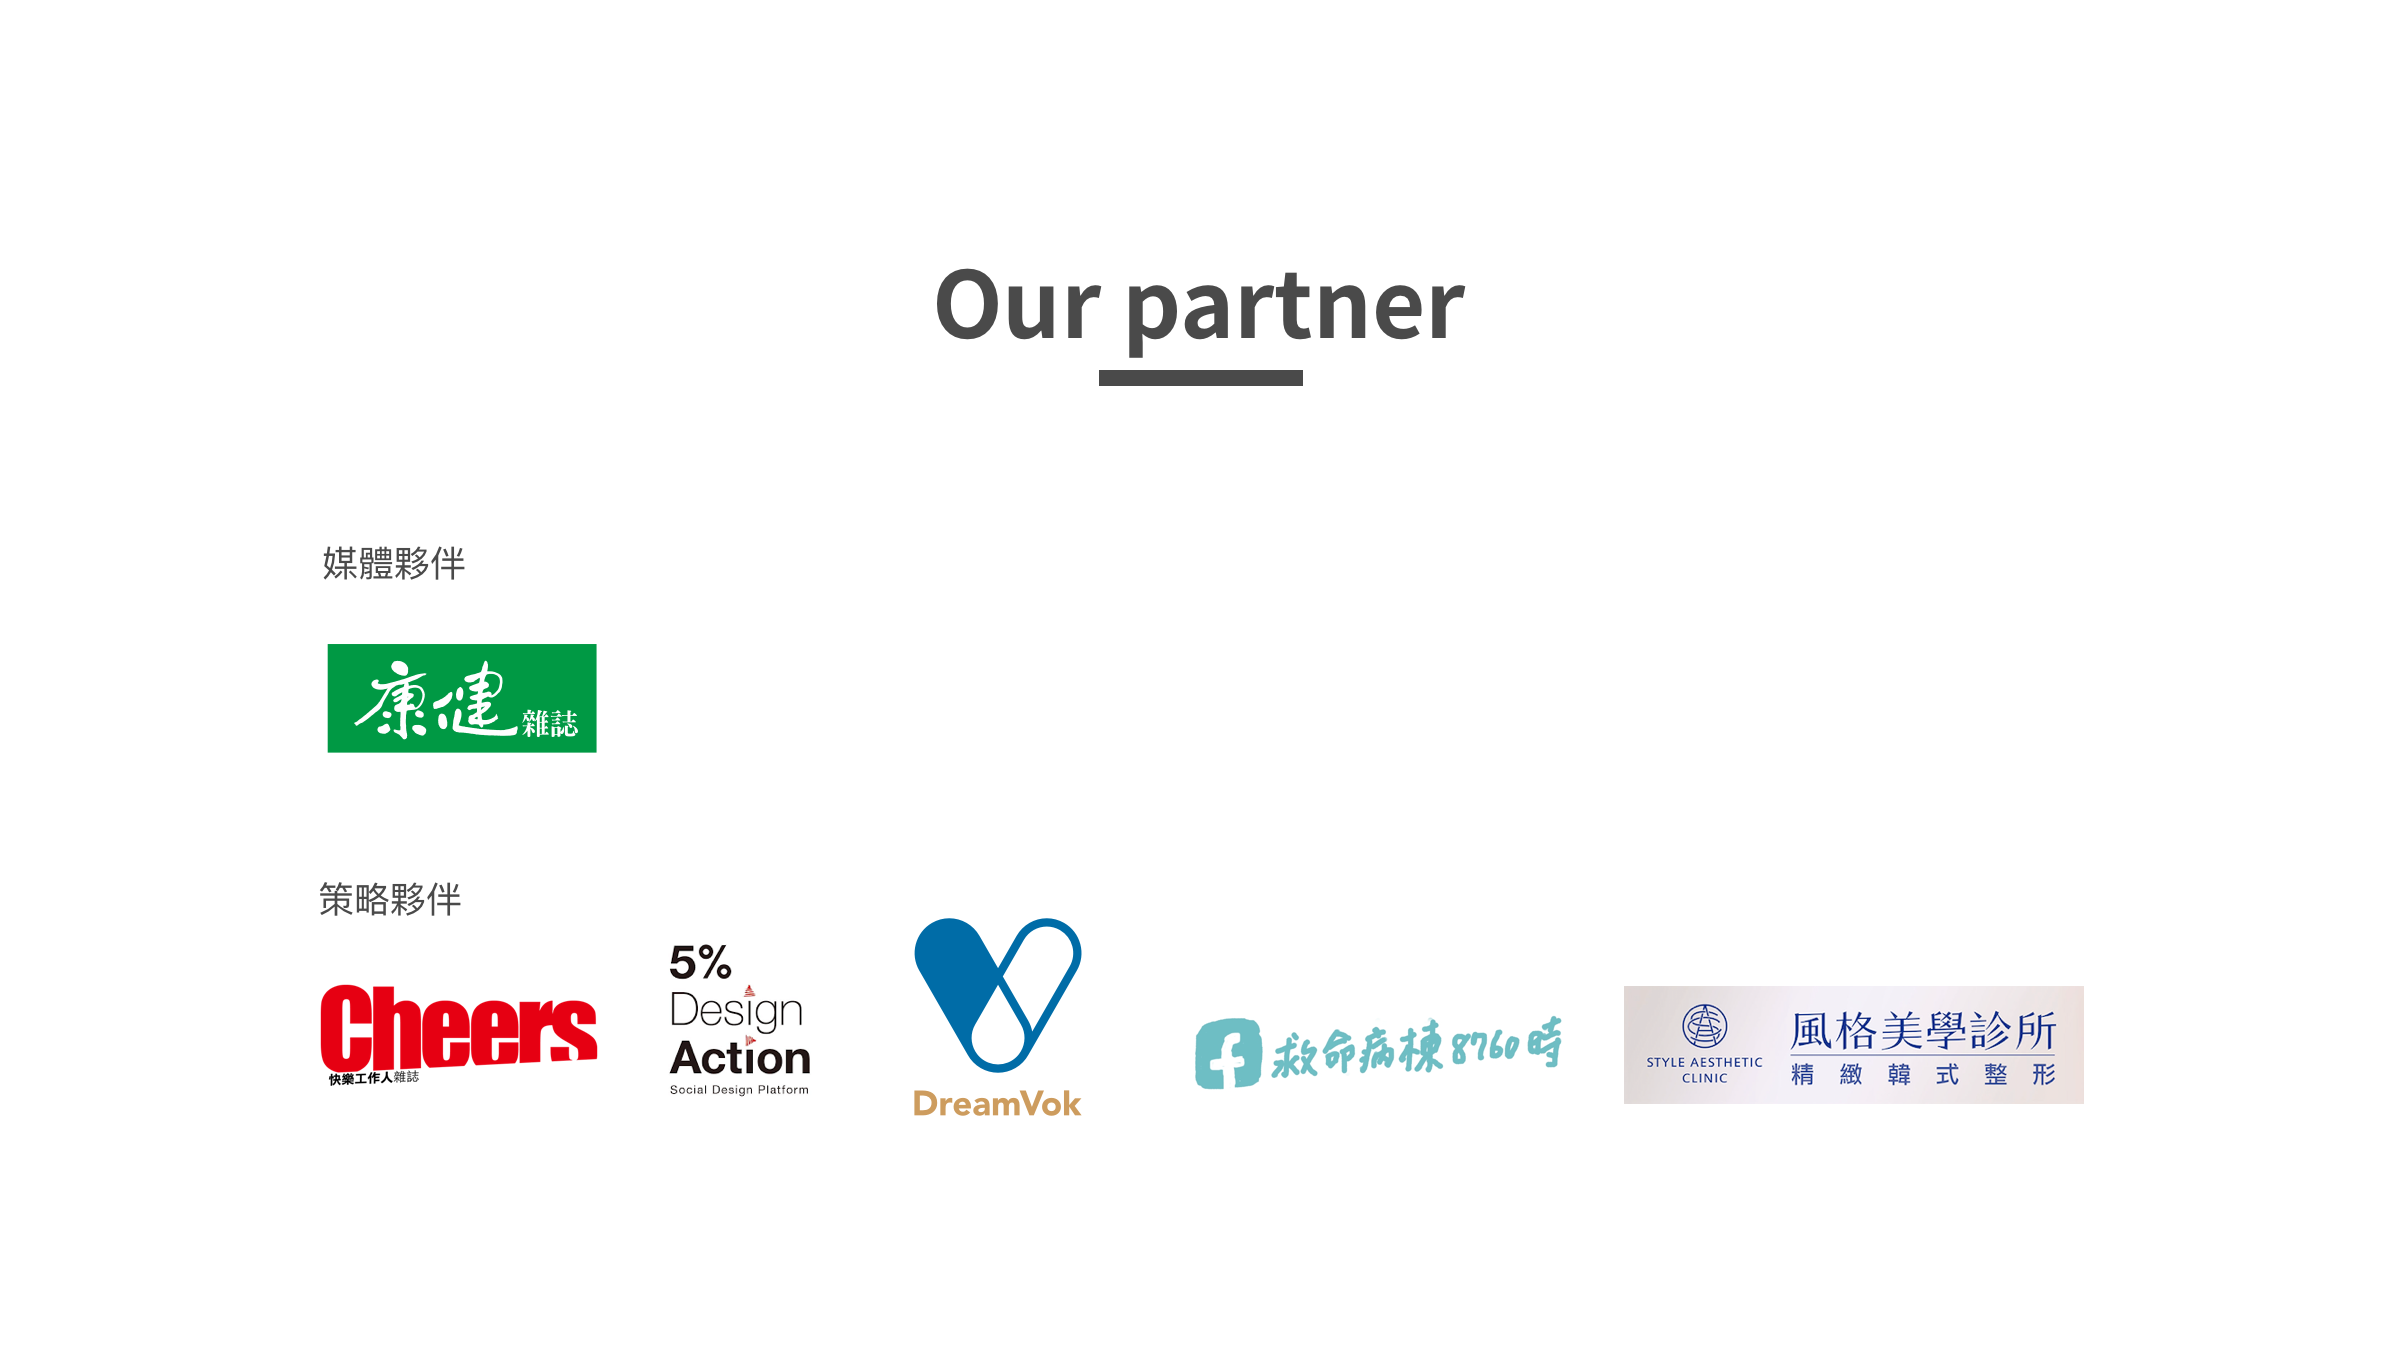 Our partner
媒體夥伴
康健雜誌
策略夥伴
Cheers
快樂工作人雜誌
5%
Design
Action
Social Design Platform
DreamVok
救命病棟8760時
STYLE AESTHETIC
CLINIC
風格美學診所
精緻韓式整形